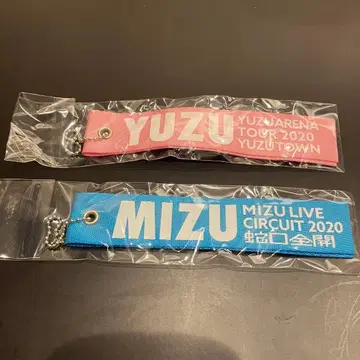 YUZU
YUZUARENA
TOUR 2020
YUZUTOWN
MIZU
MIZU LIVE
CIRCUIT 2020
蛇口全開